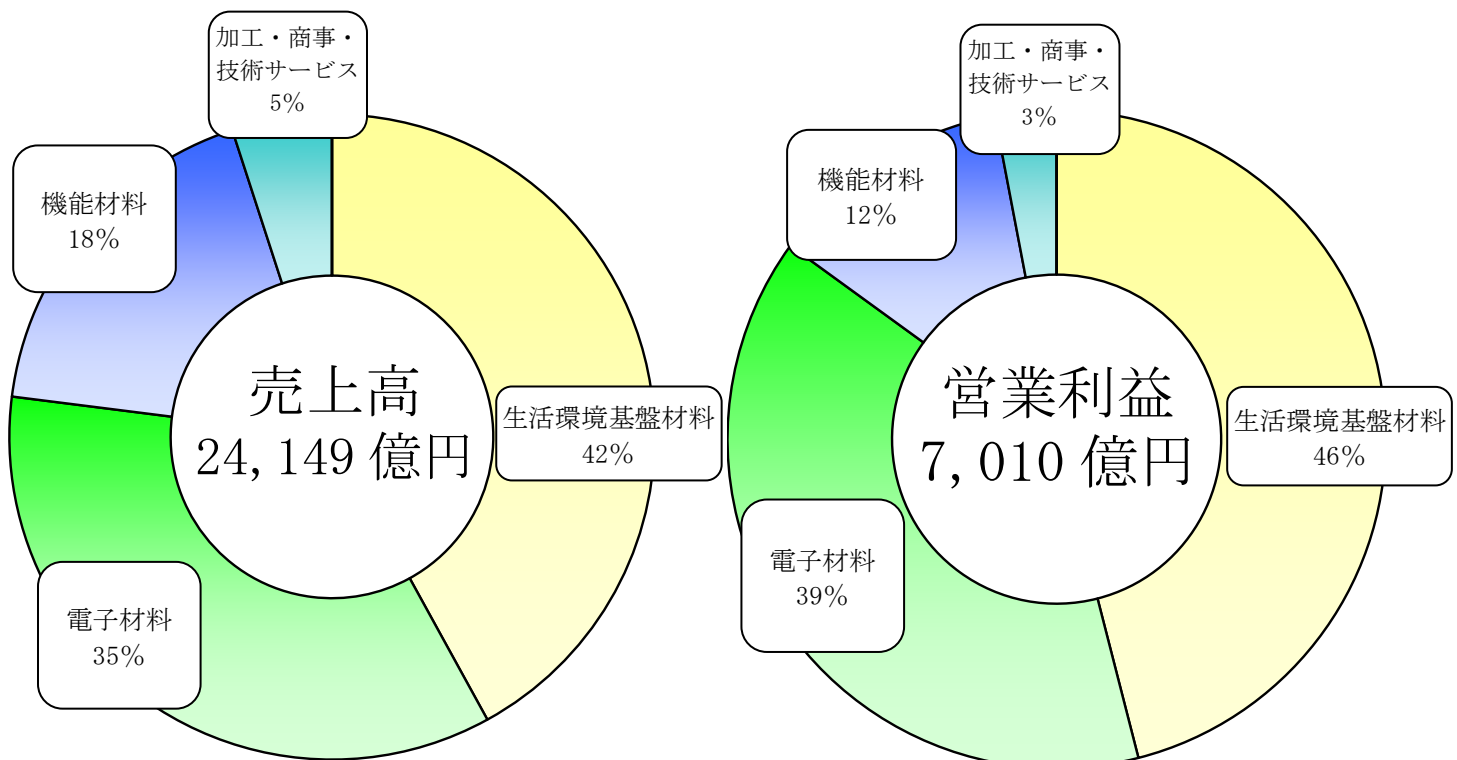 加工・商事・
技術サービス
5%
機能材料
18%
売上高
24,149 億円
生活環境基盤材料
42%
電子材料
35%
加工・商事・
技術サービス
3%
機能材料
12%
営業利益
7,010 億円
生活環境基盤材料
46%
電子材料
39%